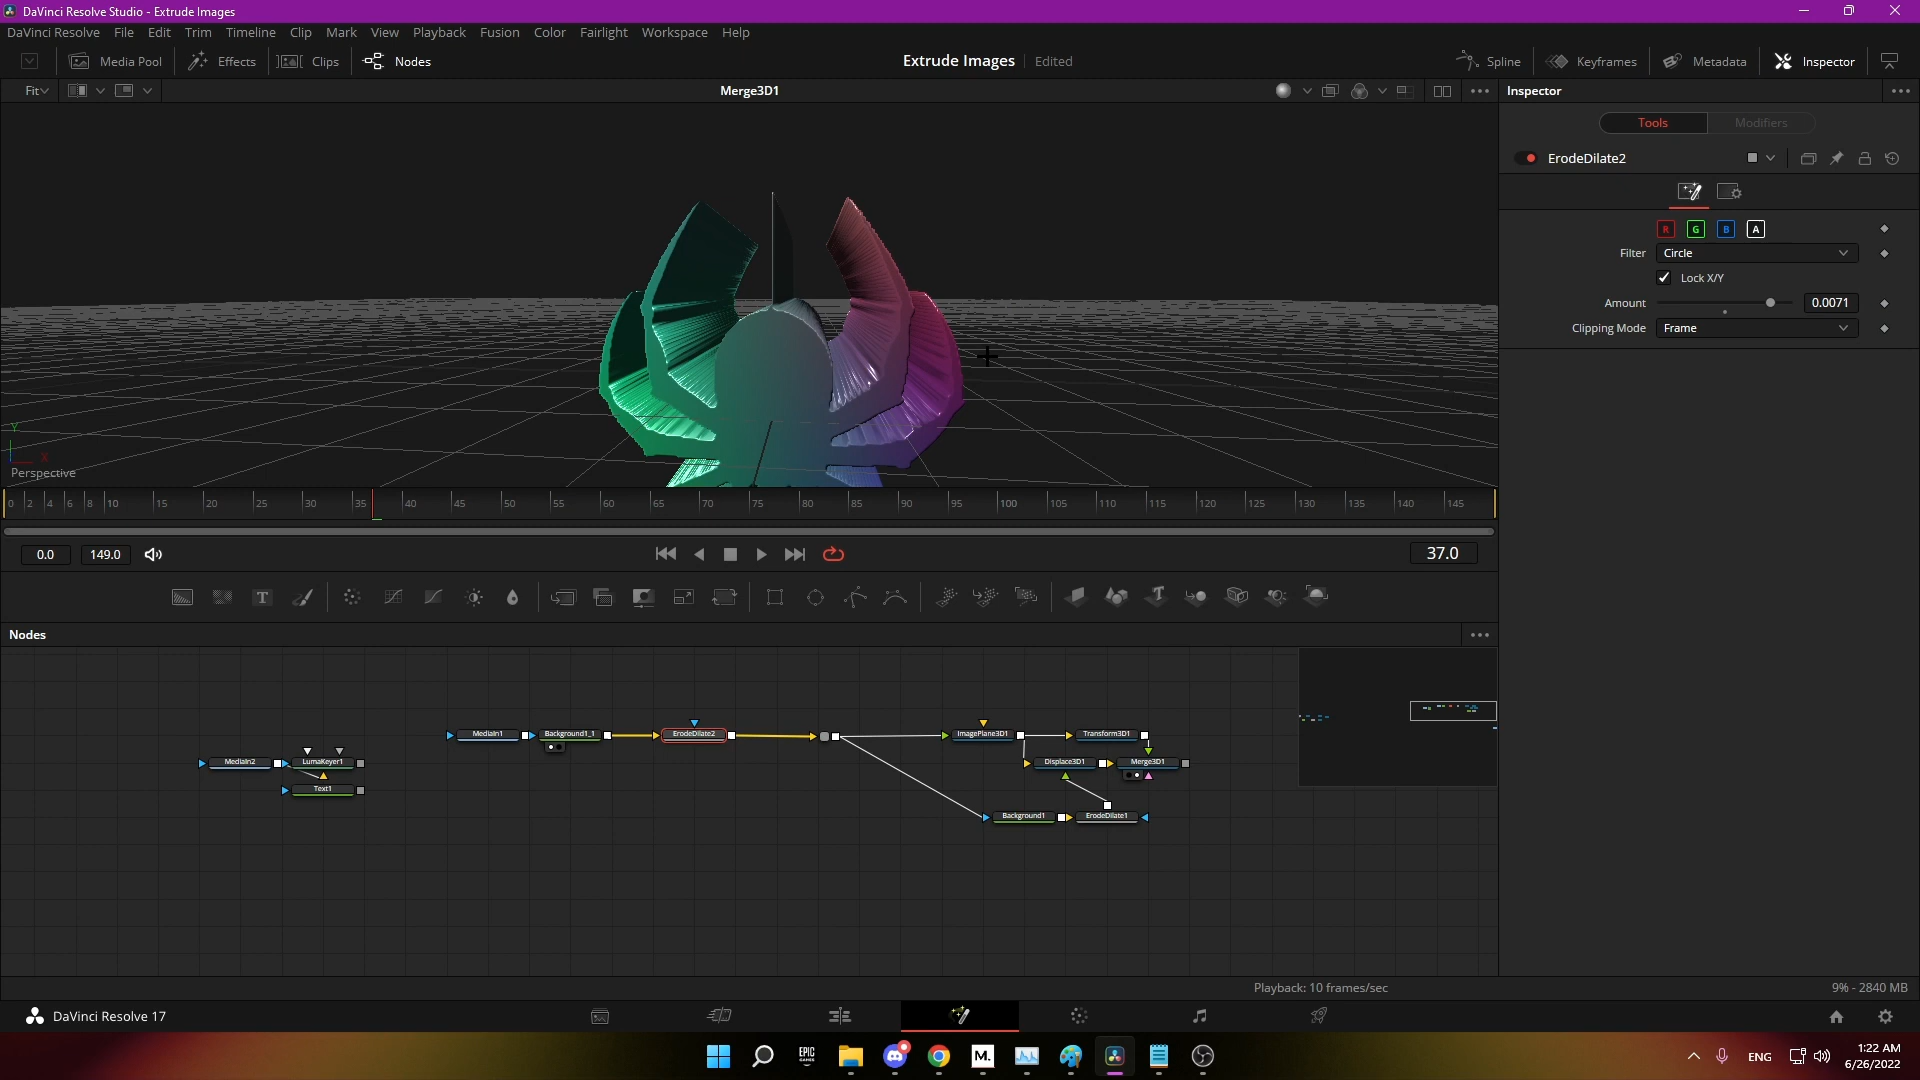 DaVinci Resolve Studio - Extrude Images
DaVinci Resolve File Edit Trim Timeline Clip Mark View Playback Fusion Color Fairlight Workspace Help
Media Pool Effects Clips Nodes Extrude Images Edited Spline Keyframes Metadata Inspector
Fit Merge3D1 Inspector
Tools Modifiers
ErodeDilate2
R G B A
Filter Circle
Lock X/Y
Amount 0.0071
Clipping Mode Frame
Y
X
Perspective
0 2 4 6 8 10 15 20 25 30 35 40 45 50 55 60 65 70 75 80 85 90 95 100 105 110 115 120 125 130 135 140 145
0.0 149.0 37.0
T T
Nodes
MediaIn1 Background1_1 ErodeDilate2 ImagePlane3D1 Transform3D1
MediaIn2 LumaKeyer1 Displace3D1 Merge3D1
Text1
Background1 ErodeDilate1
Playback: 10 frames/sec 9% - 2840 MB
DaVinci Resolve 17
EPIC GAMES M. ENG 1:22 AM
6/26/2022